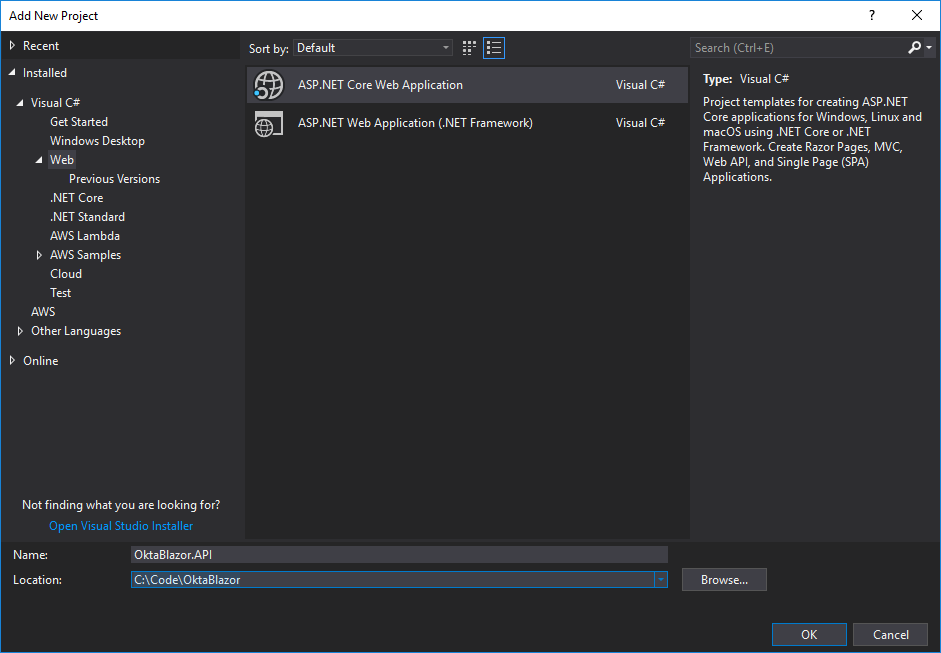 Add New Project
?
Recent
Installed
Visual C#
Get Started
Windows Desktop
Web
Previous Versions
.NET Core
.NET Standard
AWS Lambda
AWS Samples
Cloud
Test
AWS
Other Languages
Online
Not finding what you are looking for?
Open Visual Studio Installer
Sort by: Default
ASP.NET Core Web Application Visual C#
ASP.NET Web Application (.NET Framework) Visual C#
Search (Ctrl+E)
Type: Visual C#
Project templates for creating ASP.NET
Core applications for Windows, Linux and
macOS using .NET Core or .NET
Framework. Create Razor Pages, MVC,
Web API, and Single Page (SPA)
Applications.
Name: OktaBlazor.API
Location: C:\Code\OktaBlazor
Browse...
OK Cancel